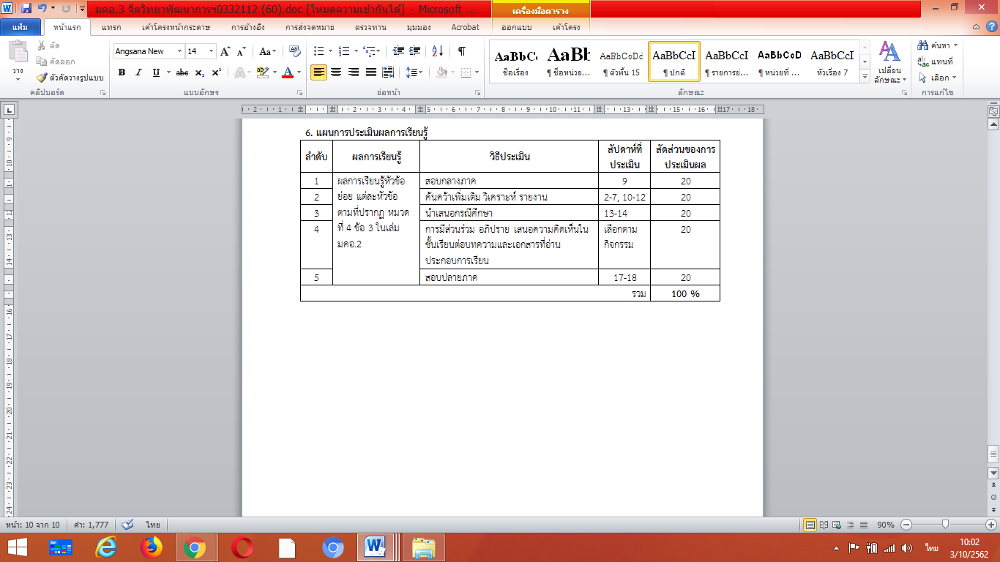 มคอ.3 จิตวิทยาพัฒนาการฯ0332112 (60).doc [โหมดความเข้ากันได้] - Microsoft ...
เครื่องมือตาราง
แฟ้ม หน้าแรก แทรก เค้าโครงหน้ากระดาษ การอ้างอิง การส่งจดหมาย ตรวจทาน มุมมอง Acrobat ออกแบบ เค้าโครง
วาง
ตัด
คัดลอก
ตัวคัดวางรูปแบบ
คลิปบอร์ด
Angsana New 14
แบบอักษร
ย่อหน้า
AaBbCc AaBb AaBbCcDd AaBbCcI AaBbCcI AaBbCcD AaBbCcI
ชื่อเรื่อง ¶ ชื่อหน่วย... ¶ ตัวพื้น 15 ¶ ปกติ ¶ รายการย่... ¶ หน่วยที่ ... หัวเรื่อง 7
ลักษณะ
เปลี่ยน
ลักษณะ
ค้นหา
แทนที่
เลือก
การแก้ไข
6. แผนการประเมินผลการเรียนรู้
ลำดับ ผลการเรียนรู้ วิธีประเมิน สัปดาห์ที่ประเมิน สัดส่วนของการประเมินผล
ผลการเรียนรู้หัวข้อ
ย่อย แต่ละหัวข้อ
ตามที่ปรากฏ หมวด
ที่ 4 ข้อ 3 ในเล่ม
มคอ.2
1 สอบกลางภาค 9 20
2 ค้นคว้าเพิ่มเติม วิเคราะห์ รายงาน 2-7, 10-12 20
3 นำเสนอกรณีศึกษา 13-14 20
4 การมีส่วนร่วม อภิปราย เสนอความคิดเห็นใน เลือกตาม 20
ชั้นเรียนต่อบทความและเอกสารที่อ่าน กิจกรรม
ประกอบการเรียน
5 สอบปลายภาค 17-18 20
รวม 100 %
หน้า: 10 จาก 10 คำ: 1,777 ไทย 90%
ไทย 10:02
3/10/2562